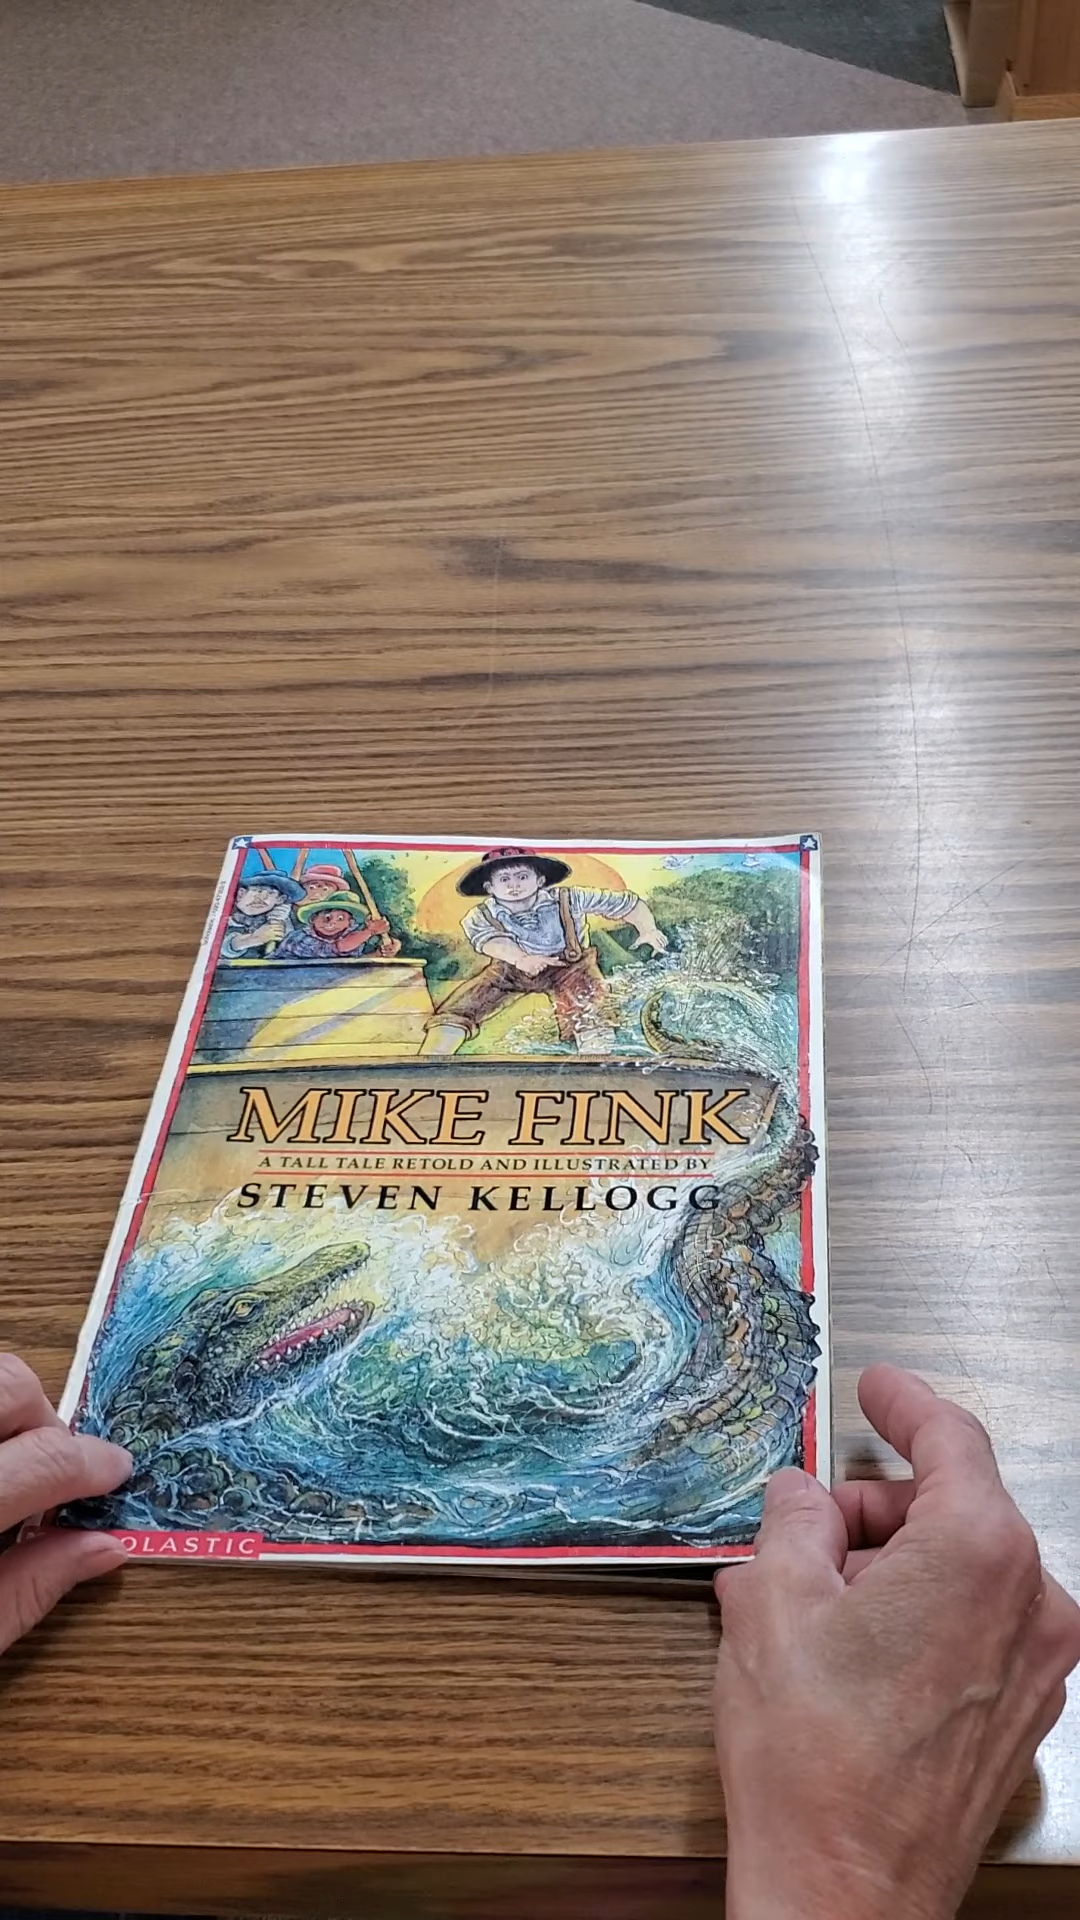 MIKE FINK
A TALL TALE RETOLD AND ILLUSTRATED BY
STEVEN KELLOGG
OLASTIC